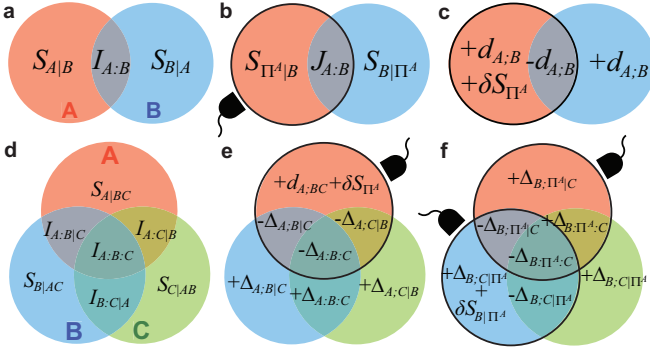 a
S_{A|B} I_{A:B} S_{B|A}
A B
b
S_{Π^A|B} J_{A:B} S_{B|Π^A}
c
+d_{A;B} -d_{A;B} +d_{A;B}
+δS_{Π^A}
d
A
S_{A|BC}
I_{A:B|C} I_{A:C|B}
I_{A:B:C}
S_{B|AC} I_{B:C|A} S_{C|AB}
B C
e
+d_{A;BC}+δS_{Π^A}
-Δ_{A;B|C} -Δ_{A;C|B}
-Δ_{A:B:C}
+Δ_{A;B|C} +Δ_{A:B:C} +Δ_{A;C|B}
f
+Δ_{B;Π^A|C}
-Δ_{B;Π^A|C} +Δ_{B:Π^A:C}
-Δ_{B:Π^A:C}
+Δ_{B;C|Π^A} -Δ_{B;C|Π^A} +Δ_{B;C|Π^A}
+
δS_{B|Π^A}